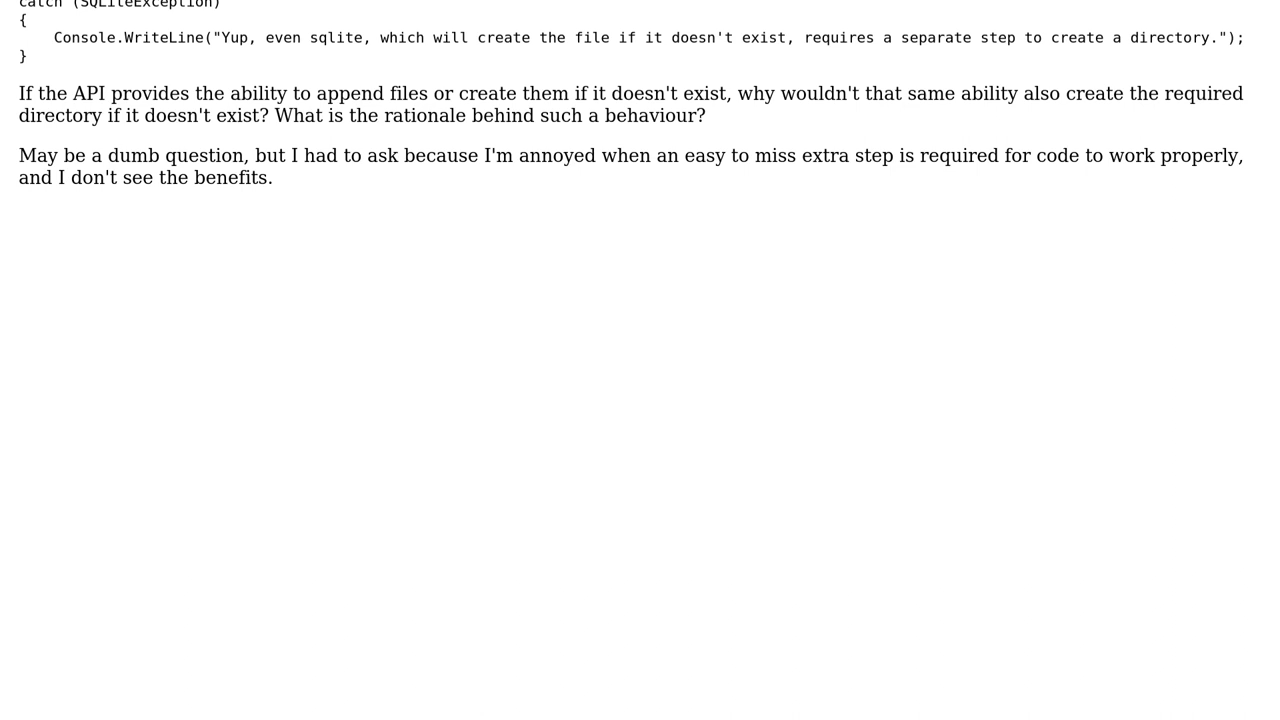 catch (SQLiteException)
{
    Console.WriteLine("Yup, even sqlite, which will create the file if it doesn't exist, requires a separate step to create a directory.");
}
If the API provides the ability to append files or create them if it doesn't exist, why wouldn't that same ability also create the required
directory if it doesn't exist? What is the rationale behind such a behaviour?
May be a dumb question, but I had to ask because I'm annoyed when an easy to miss extra step is required for code to work properly,
and I don't see the benefits.